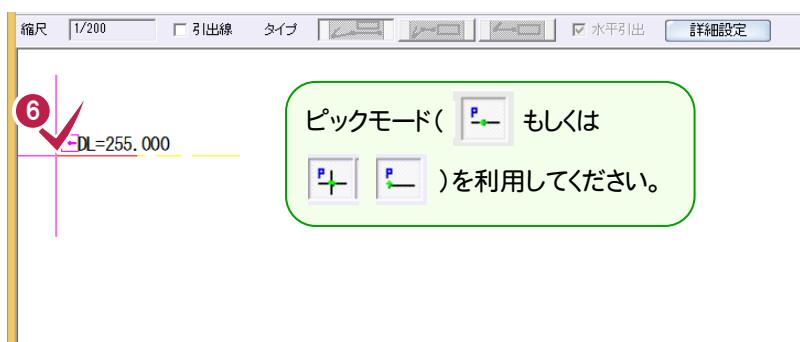 縮尺 1/200 引出線 タイプ 水平引出 詳細設定
6
DL=255.000
ピックモード( P もしくは
P P )を利用してください。